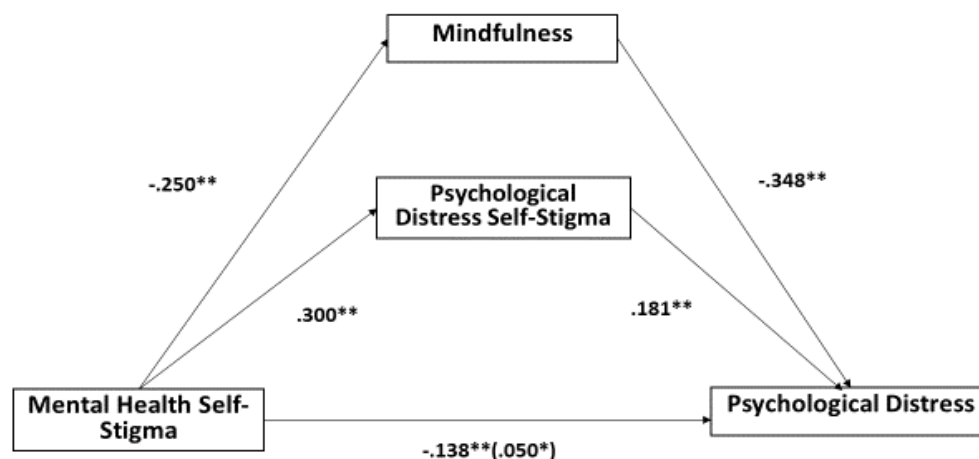 Mindfulness
-.250**
-.348**
Psychological
Distress Self-Stigma
.300**
.181**
Mental Health Self-
Stigma
Psychological Distress
-.138**(.050*)